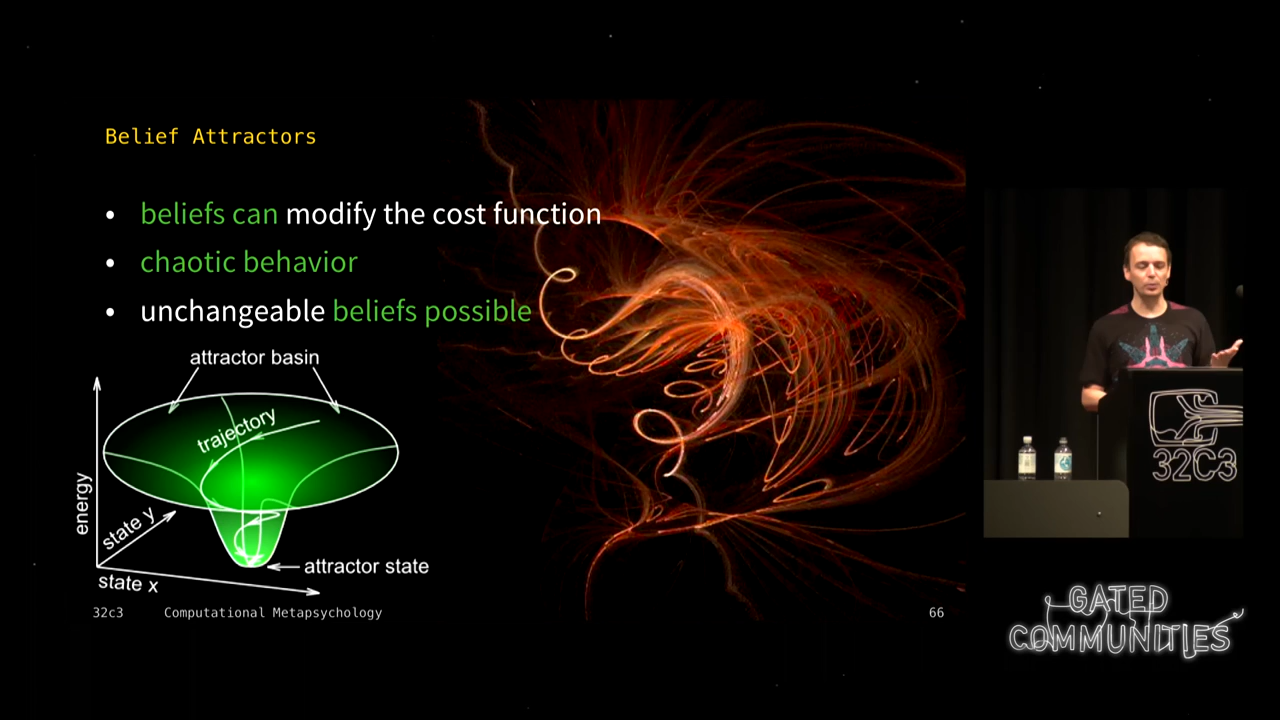 Belief Attractors
• beliefs can modify the cost function
• chaotic behavior
• unchangeable beliefs possible
attractor basin
trajectory
energy
state y
state x
attractor state
32c3 Computational Metapsychology 66
32C3
GATED
COMMUNITIES